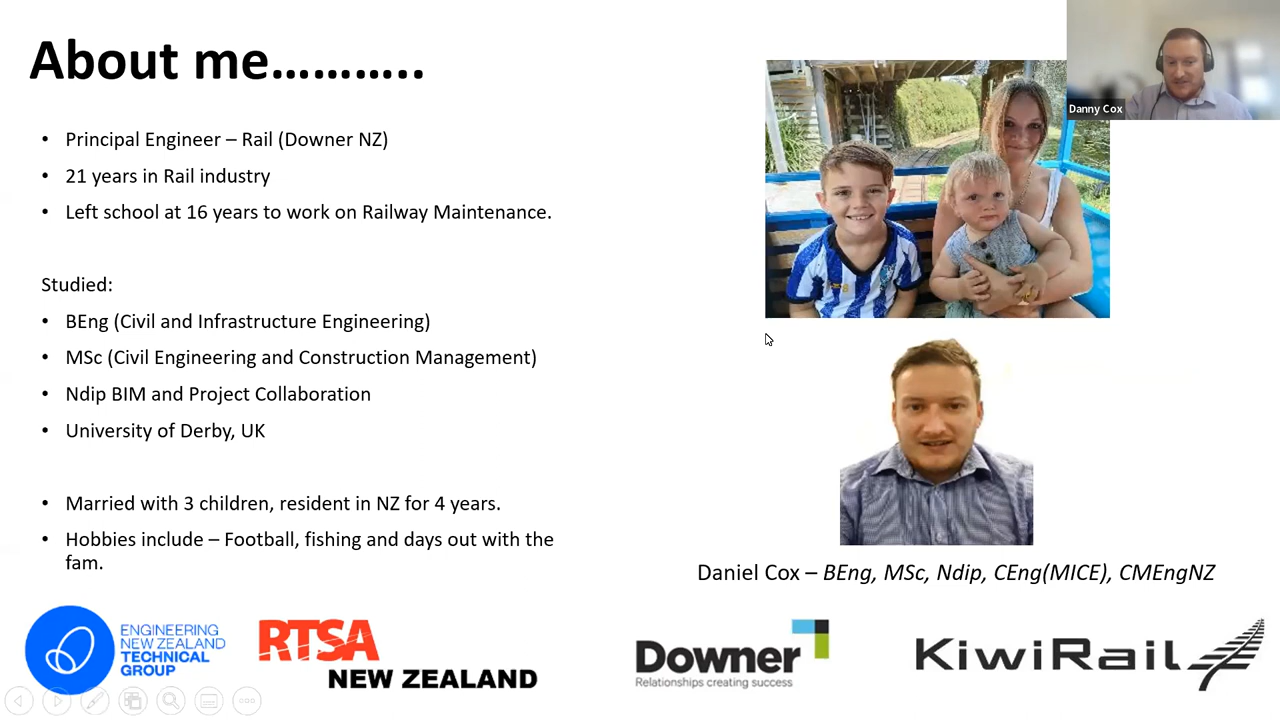 About me………..
Danny Cox
• Principal Engineer – Rail (Downer NZ)
• 21 years in Rail industry
• Left school at 16 years to work on Railway Maintenance.
Studied:
• BEng (Civil and Infrastructure Engineering)
• MSc (Civil Engineering and Construction Management)
• Ndip BIM and Project Collaboration
• University of Derby, UK
• Married with 3 children, resident in NZ for 4 years.
• Hobbies include – Football, fishing and days out with the
fam.
Daniel Cox – BEng, MSc, Ndip, CEng(MICE), CMEngNZ
ENGINEERING
NEW ZEALAND
TECHNICAL
GROUP
RTSA
NEW ZEALAND
Downer
Relationships creating success
KiwiRail